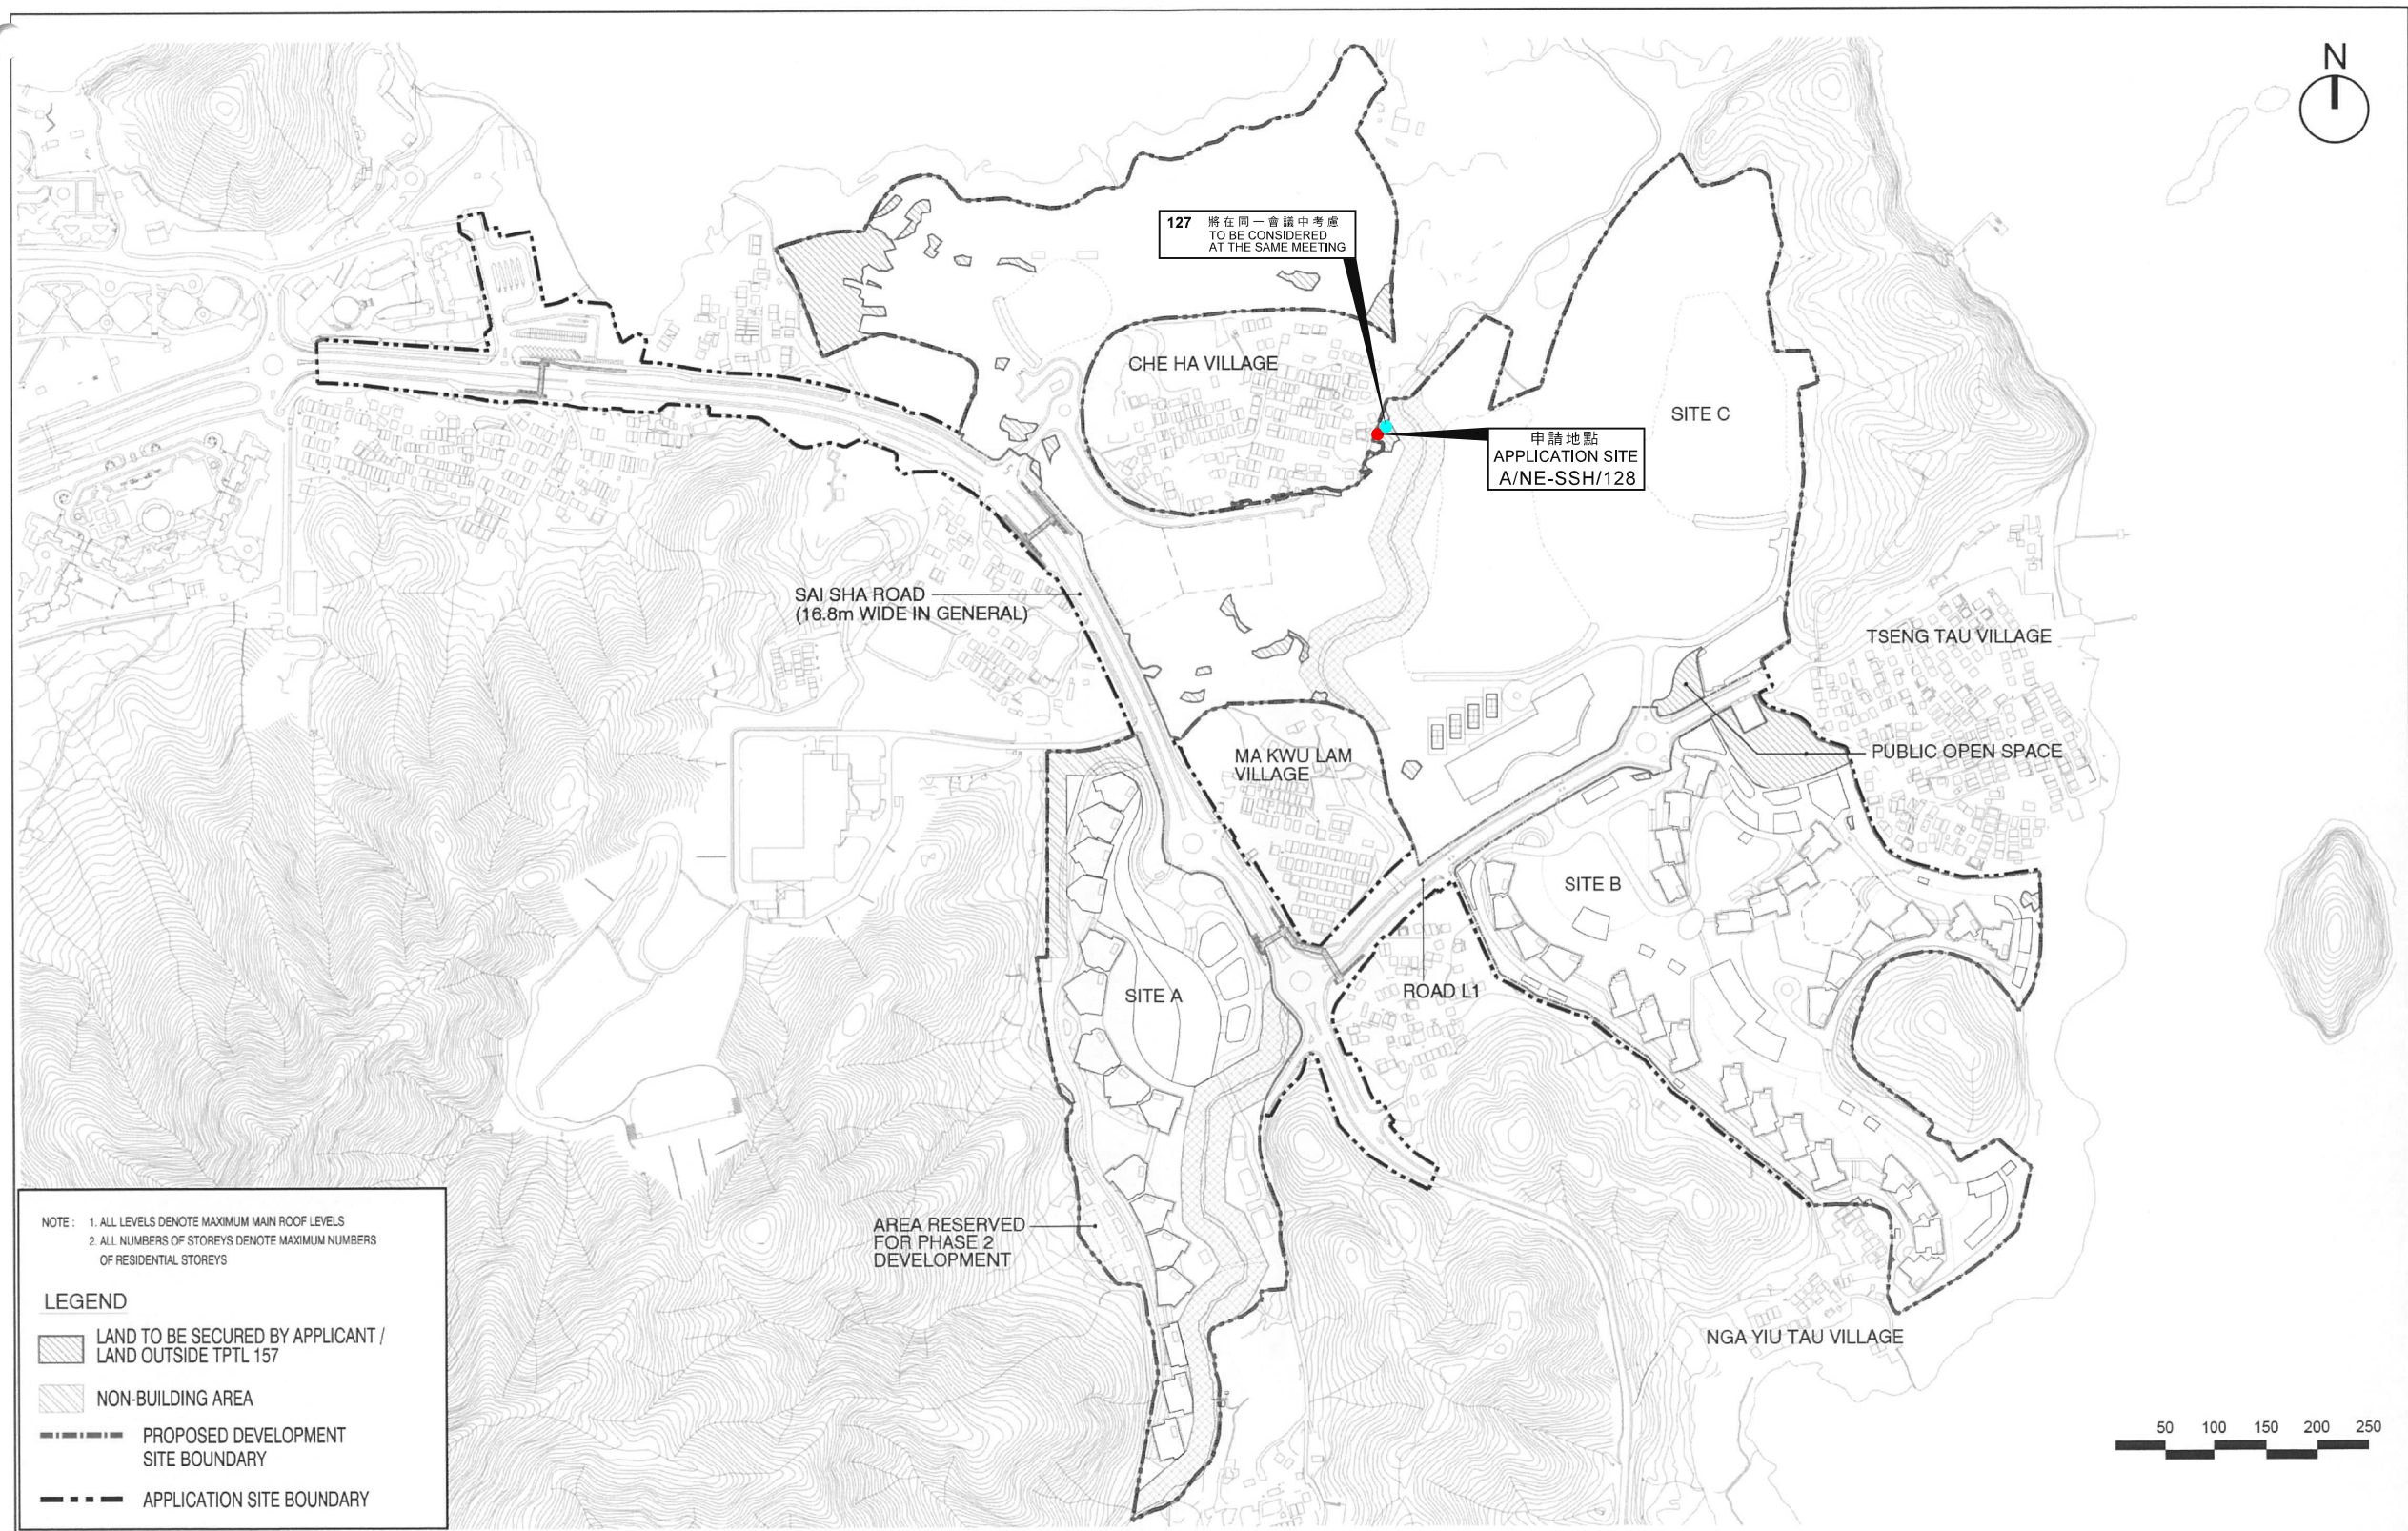 N
127 將在同一會議中考慮
TO BE CONSIDERED
AT THE SAME MEETING
CHE HA VILLAGE
SITE C
申請地點
APPLICATION SITE
A/NE-SSH/128
SAI SHA ROAD
(16.8m WIDE IN GENERAL)
TSENG TAU VILLAGE
MA KWU LAM
VILLAGE
PUBLIC OPEN SPACE
SITE B
SITE A
ROAD L1
AREA RESERVED
FOR PHASE 2
DEVELOPMENT
NGA YIU TAU VILLAGE
NOTE : 1. ALL LEVELS DENOTE MAXIMUM MAIN ROOF LEVELS
2. ALL NUMBERS OF STOREYS DENOTE MAXIMUM NUMBERS
OF RESIDENTIAL STOREYS
LEGEND
LAND TO BE SECURED BY APPLICANT /
LAND OUTSIDE TPTL 157
NON-BUILDING AREA
PROPOSED DEVELOPMENT
SITE BOUNDARY
APPLICATION SITE BOUNDARY
50 100 150 200 250